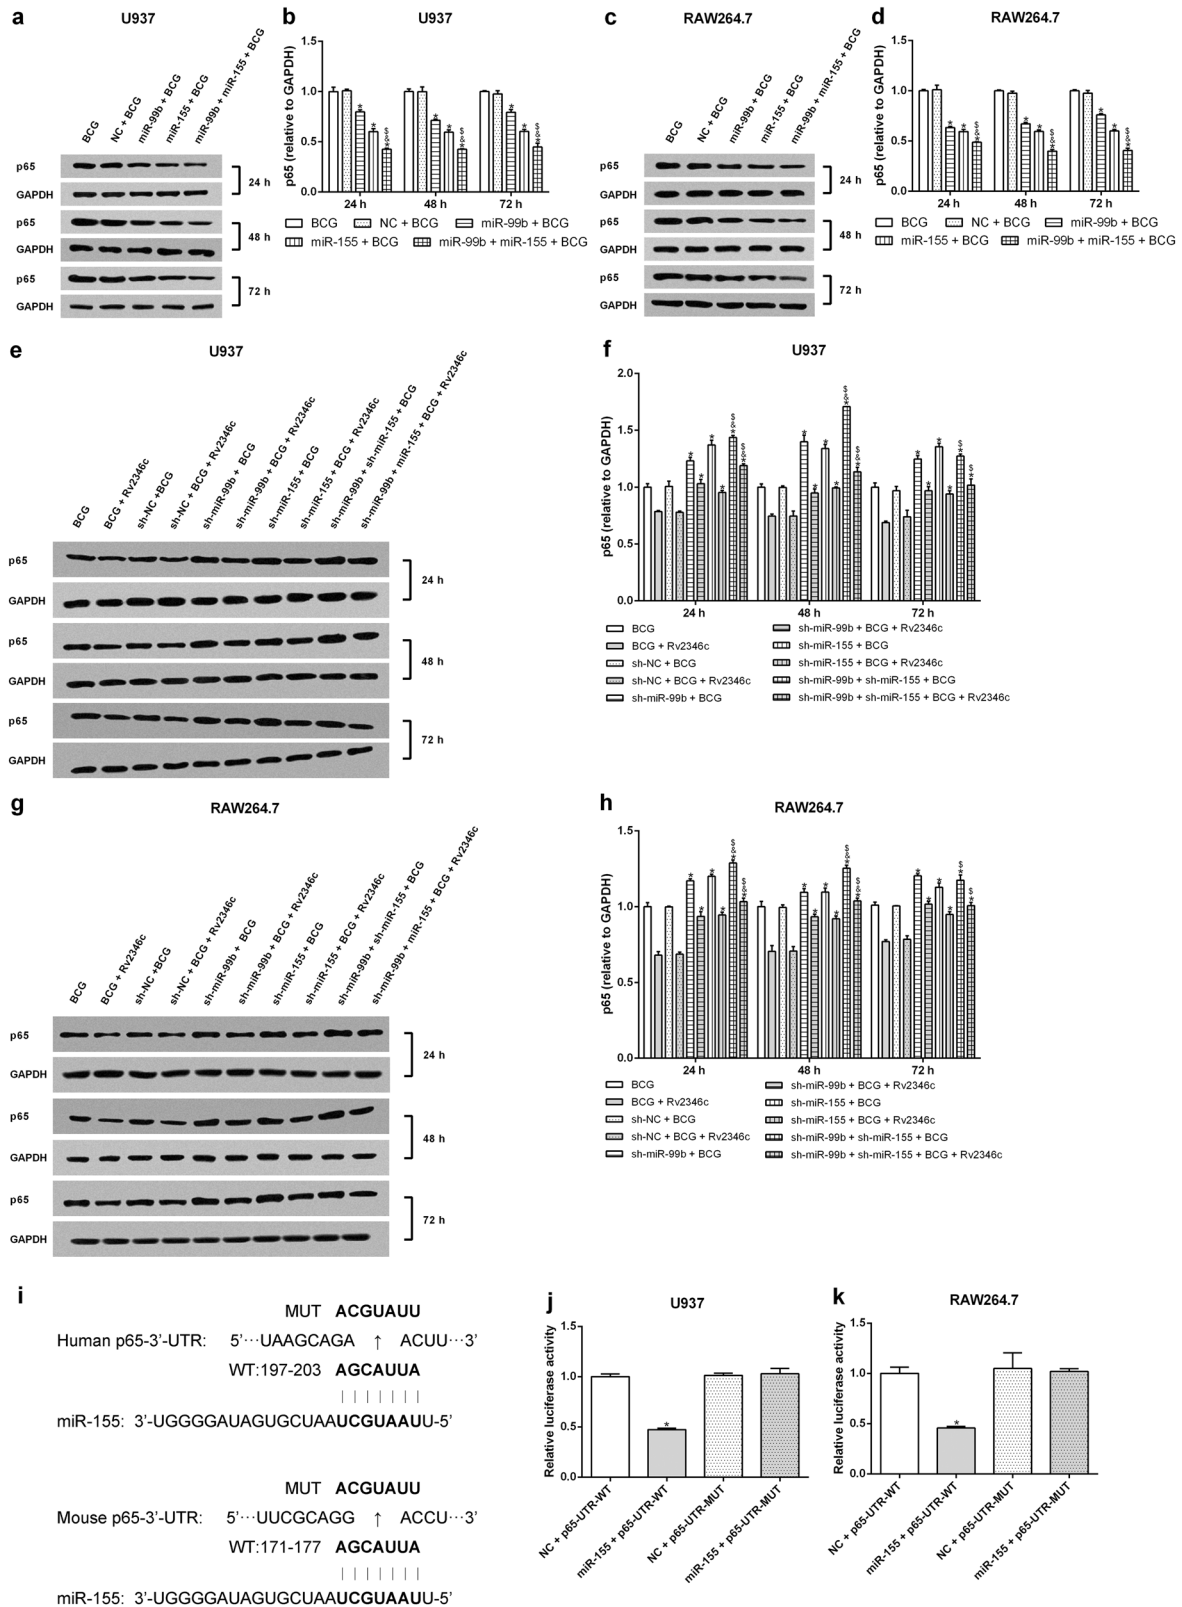 a
U937
BCG
NC + BCG
miR-99b + BCG
miR-155 + BCG
miR-99b + miR-155 + BCG
p65
GAPDH
24 h
p65
GAPDH
48 h
p65
GAPDH
72 h
b
U937
p65 (relative to GAPDH)
1.5
1.0
0.5
0.0
* * $&* * * $&* * * $&*
24 h 48 h 72 h
BCG NC + BCG miR-99b + BCG
miR-155 + BCG miR-99b + miR-155 + BCG
c
RAW264.7
BCG
NC + BCG
miR-99b + BCG
miR-155 + BCG
miR-99b + miR-155 + BCG
p65
GAPDH
24 h
p65
GAPDH
48 h
p65
GAPDH
72 h
d
RAW264.7
p65 (relative to GAPDH)
1.5
1.0
0.5
0.0
* * $&* * * $&* * * $&*
24 h 48 h 72 h
BCG NC + BCG miR-99b + BCG
miR-155 + BCG miR-99b + miR-155 + BCG
e
U937
BCG
BCG + Rv2346c
sh-NC +BCG
sh-NC + BCG + Rv2346c
sh-miR-99b + BCG
sh-miR-99b + BCG + Rv2346c
sh-miR-155 + BCG
sh-miR-155 + BCG + Rv2346c
sh-miR-99b + sh-miR-155 + BCG
sh-miR-99b + miR-155 + BCG + Rv2346c
p65
GAPDH
24 h
p65
GAPDH
48 h
p65
GAPDH
72 h
f
U937
p65 (relative to GAPDH)
2.0
1.5
1.0
0.5
0.0
* * * * $&* $&* * * * * $&* $&* * * * * $&* $&*
24 h 48 h 72 h
BCG
BCG + Rv2346c
sh-NC + BCG
sh-NC + BCG + Rv2346c
sh-miR-99b + BCG
sh-miR-99b + BCG + Rv2346c
sh-miR-155 + BCG
sh-miR-155 + BCG + Rv2346c
sh-miR-99b + sh-miR-155 + BCG
sh-miR-99b + sh-miR-155 + BCG + Rv2346c
g
RAW264.7
BCG
BCG + Rv2346c
sh-NC +BCG
sh-NC + BCG + Rv2346c
sh-miR-99b + BCG
sh-miR-99b + BCG + Rv2346c
sh-miR-155 + BCG
sh-miR-155 + BCG + Rv2346c
sh-miR-99b + sh-miR-155 + BCG
sh-miR-99b + miR-155 + BCG + Rv2346c
p65
GAPDH
24 h
p65
GAPDH
48 h
p65
GAPDH
72 h
h
RAW264.7
p65 (relative to GAPDH)
1.5
1.0
0.5
0.0
* * * * $&* $&* * * * * $&* $&* * * * * $* $*
24 h 48 h 72 h
BCG
BCG + Rv2346c
sh-NC + BCG
sh-NC + BCG + Rv2346c
sh-miR-99b + BCG
sh-miR-99b + BCG + Rv2346c
sh-miR-155 + BCG
sh-miR-155 + BCG + Rv2346c
sh-miR-99b + sh-miR-155 + BCG
sh-miR-99b + sh-miR-155 + BCG + Rv2346c
i
MUT ACGUAUU
Human p65-3'-UTR: 5'···UAAGCAGA ↑ ACUU···3'
WT:197-203 AGCAUUA
miR-155: 3'-UGGGGAUAGUGCUAAUCGUAAUU-5'
MUT ACGUAUU
Mouse p65-3'-UTR: 5'···UUCGCAGG ↑ ACCU···3'
WT:171-177 AGCAUUA
miR-155: 3'-UGGGGAUAGUGCUAAUCGUAAUU-5'
j
U937
Relative luciferase activity
1.5
1.0
0.5
0.0
*
NC + p65-UTR-WT
miR-155 + p65-UTR-WT
NC + p65-UTR-MUT
miR-155 + p65-UTR-MUT
k
RAW264.7
Relative luciferase activity
1.5
1.0
0.5
0.0
*
NC + p65-UTR-WT
miR-155 + p65-UTR-WT
NC + p65-UTR-MUT
miR-155 + p65-UTR-MUT